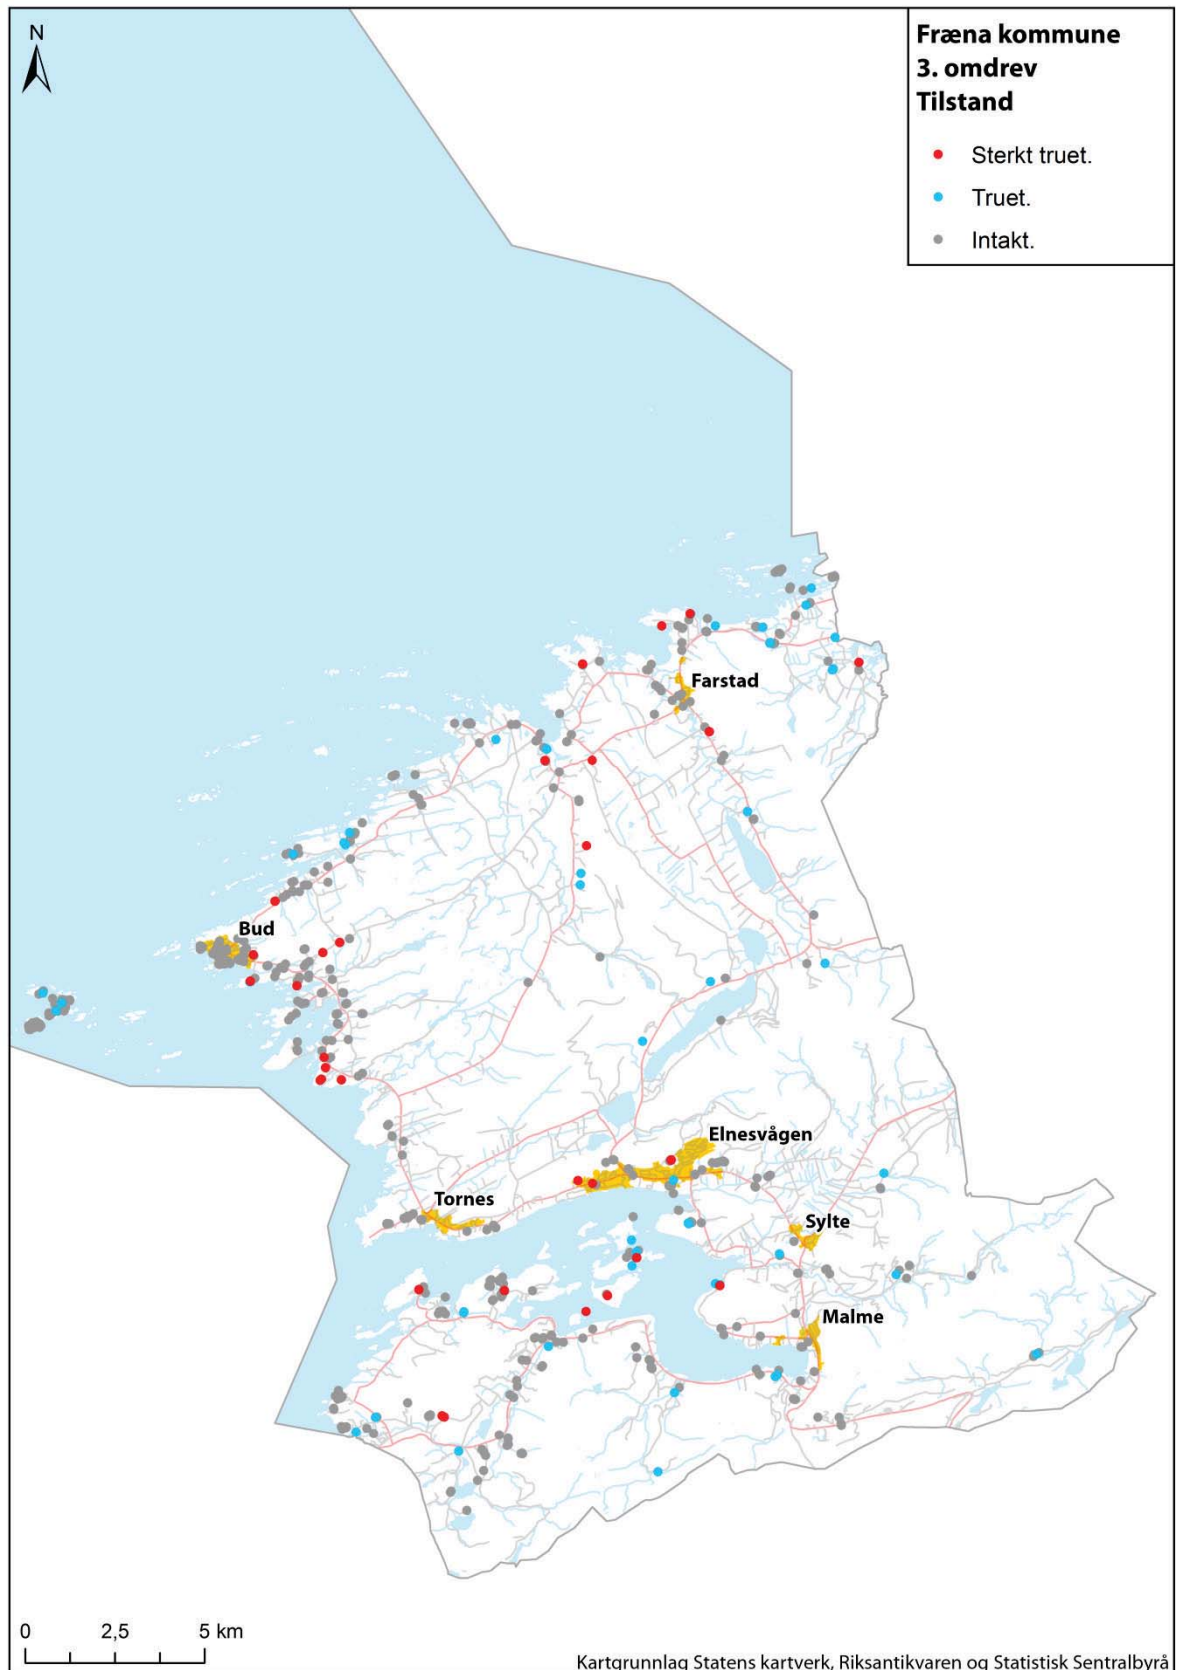 N
Fræna kommune
3. omdrev
Tilstand
Sterkt truet.
Truet.
Intakt.
Farstad
Bud
Elnesvågen
Tornes
Sylte
Malme
0 2,5 5 km
Kartgrunnlag Statens kartverk, Riksantikvaren og Statistisk Sentralbyrå